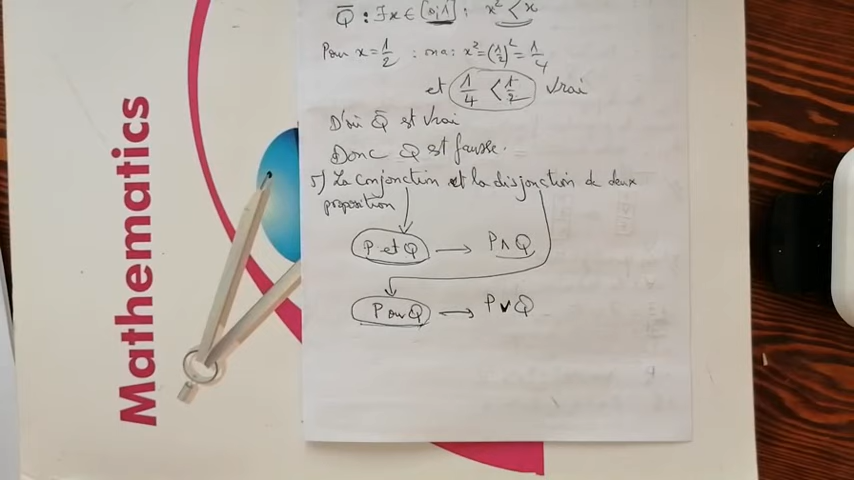 Q̄ : ∃x ∈ [0;1] : x² < x
Pour x = 1/2 : on a : x² = (1/2)² = 1/4
et 1/4 < 1/2 vrai
D'où Q̄ est vrai
Donc Q est fausse.
5) La conjonction et la disjonction de deux
proposition
P et Q → P ∧ Q
P ou Q → P ∨ Q
Mathematics